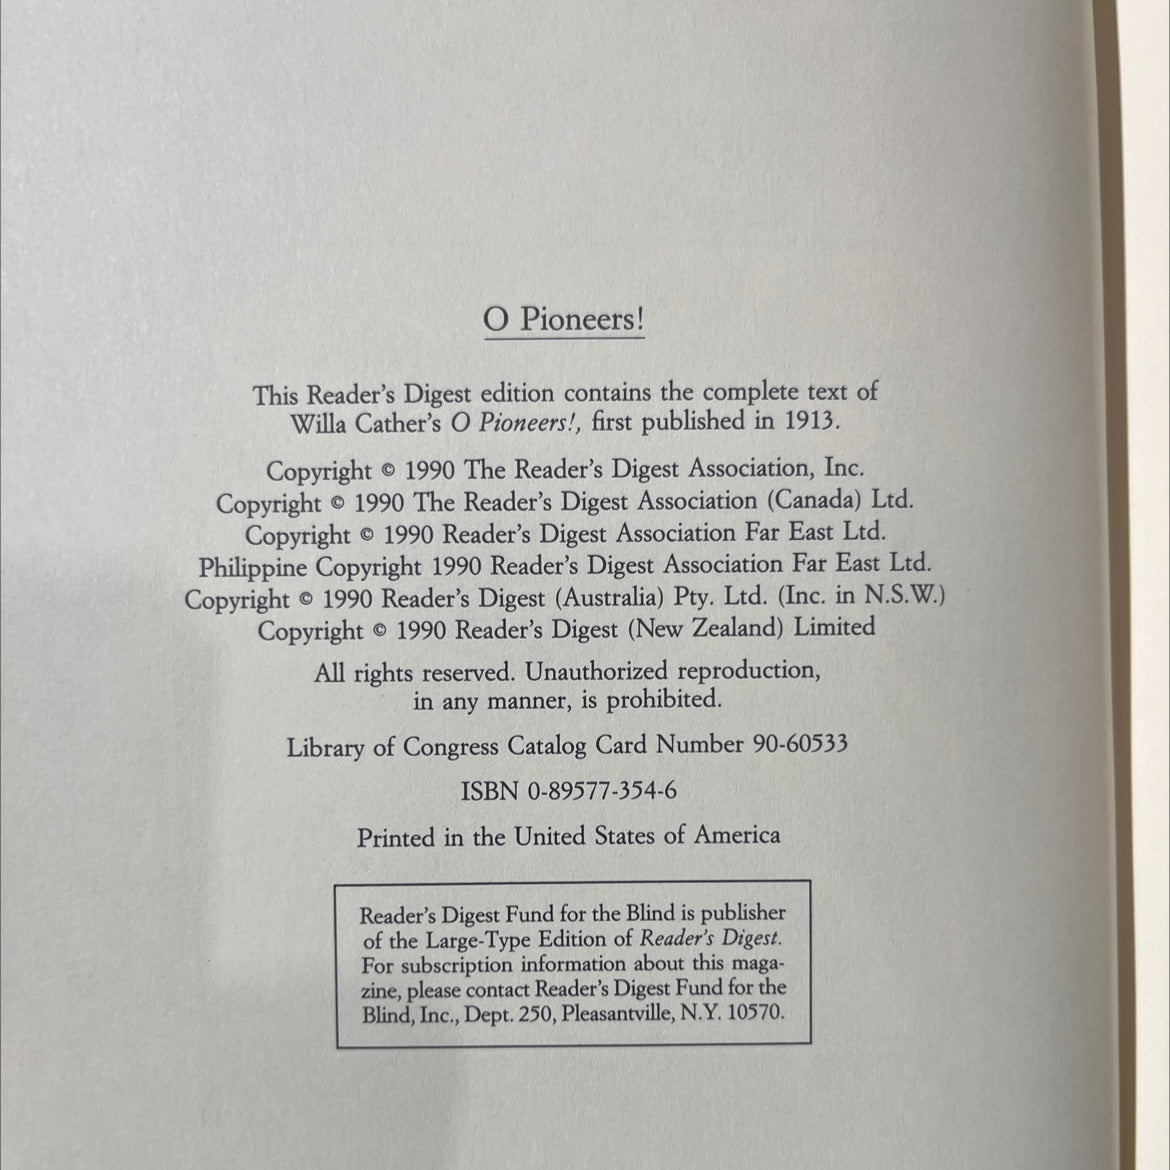 O Pioneers!
This Reader's Digest edition contains the complete text of
Willa Cather's O Pioneers!, first published in 1913.
Copyright © 1990 The Reader's Digest Association, Inc.
Copyright © 1990 The Reader's Digest Association (Canada) Ltd.
Copyright © 1990 Reader's Digest Association Far East Ltd.
Philippine Copyright 1990 Reader's Digest Association Far East Ltd.
Copyright © 1990 Reader's Digest (Australia) Pty. Ltd. (Inc. in N.S.W.)
Copyright © 1990 Reader's Digest (New Zealand) Limited
All rights reserved. Unauthorized reproduction,
in any manner, is prohibited.
Library of Congress Catalog Card Number 90-60533
ISBN 0-89577-354-6
Printed in the United States of America
Reader's Digest Fund for the Blind is publisher
of the Large-Type Edition of Reader's Digest.
For subscription information about this maga-
zine, please contact Reader's Digest Fund for the
Blind, Inc., Dept. 250, Pleasantville, N.Y. 10570.